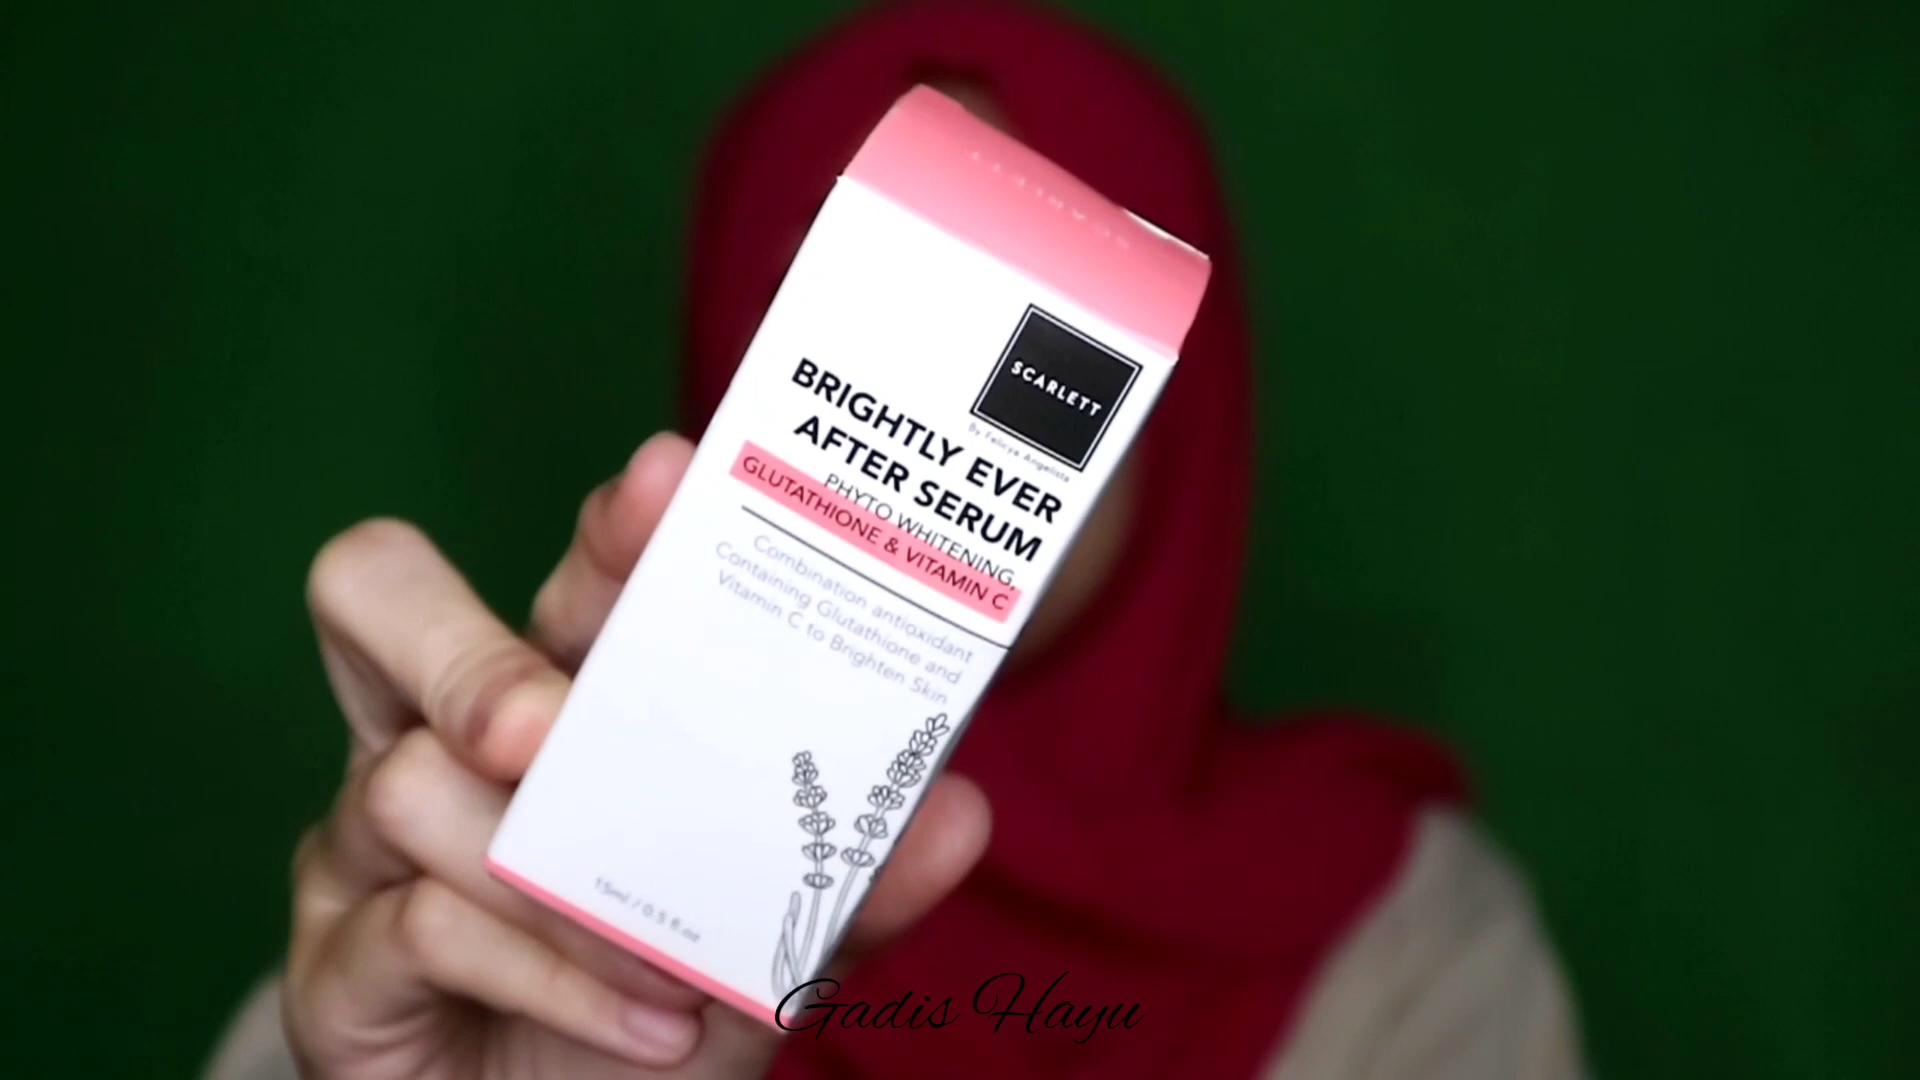 SCARLETT
SCARLETT
By Felicya Angelista
BRIGHTLY EVER
AFTER SERUM
PHYTO WHITENING,
GLUTATHIONE & VITAMIN C
Combination antioxidant
Containing Glutathione and
Vitamin C to Brighten Skin
15ml / 0.5 fl.oz
Gadis Hayu